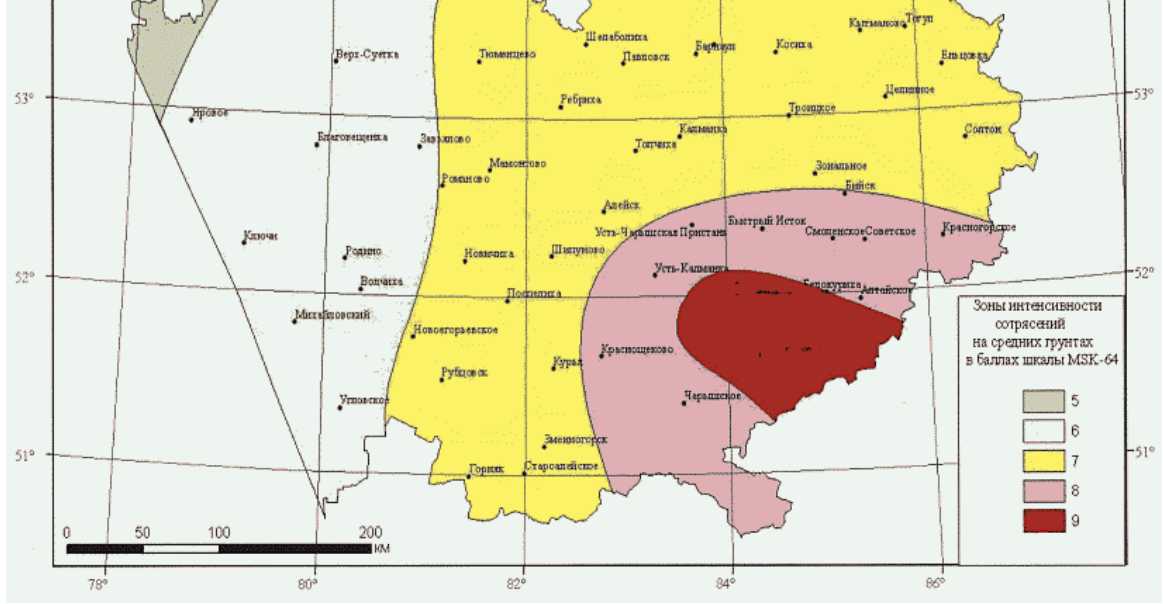 Тогул
Кытманово
Шелаболиха
Барнаул
Косиха
Верх-Суетка
Тюменцево
Павловск
Ельцовка
Целинное
53°
53°
Ребриха
Троицкое
Яровое
Калманка
Солтон
Благовещенка
Завьялово
Топчиха
Мамонтово
Зональное
Романово
Бийск
Алейск
Быстрый Исток
Усть-Чарышская Пристань
Смоленское
Советское
Красногорское
Ключи
Родино
Новичиха
Шипуново
Усть-Калманка
52°
52°
Волчиха
Поспелиха
Белокуриха
Алтайское
Михайловский
Зоны интенсивности
сотрясений
на средних грунтах
в баллах шкалы MSK-64
Новоегорьевское
Краснощеково
Курья
Рубцовск
Угловское
Чарышское
5
6
7
8
9
Змеиногорск
51°
51°
Горняк
Староалейское
0 50 100 200
км
78° 80° 82° 84° 86°